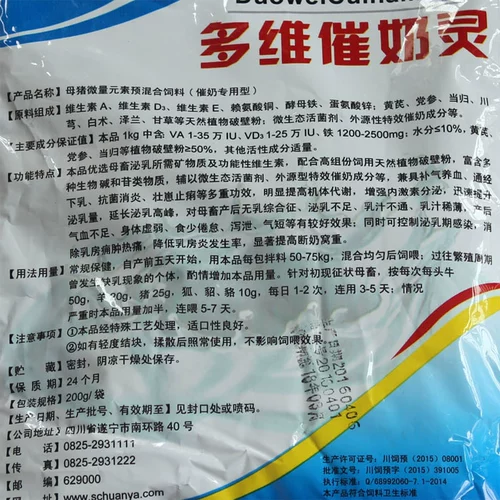 多维催奶灵
【产品名称】母猪微量元素预混合饲料（催奶专用型）
【原料组成】维生素A、维生素D₃、维生素E、赖氨酸铜、酵母铁、蛋氨酸锌；黄芪、党参、当归、川
芎、白术、泽兰、甘草等天然植物破壁粉；微生态活菌剂、外源性特效催奶成分等。
【主要成分保证值】本品1kg中含 VA 1-35万IU、VD₃ 1-25万IU、铁 1200-2500mg；水分≤10%，黄芪、
党参、当归等植物破壁粉≥50%，其他活性成分适量。
【功能特点】本品优选母畜泌乳所需矿物质及功能性维生素，配合高组份饲用天然植物破壁粉，富含多
种生物碱和苷类物质，辅以微生态活菌剂、外源型特效催奶成分等，兼具补气养血、通经
下乳、抗菌消炎、壮崽止痢等多重功效，明显提高机体代谢，增强内激素分泌，迅速提升
泌乳量，延长泌乳高峰，对母畜产后无乳综合征、泌乳不足、乳汁不通、乳汁稀薄、产后
气血不足、身体虚弱、食少倦怠、泻泄、气短等有较好效果；同时可控制泌乳期感染，消
除乳房痈肿热痛，降低乳房炎发生率，显著提高断奶窝重。
【用法用量】常规保健，自产前五天开始，用本品每包拌料50-75kg，混合均匀后饲喂；过往繁殖周期
曾发生缺乳现象的个体，酌情增加本品用量。针对初现征状母畜，按每次每头牛
50g，羊20g，猪25g，狐、貂、貉10g，每日1-2次，连用3-5天；情况
严重时本品用量加半，连喂5-7天。
【注意事项】①本品经特殊工艺处理，适口性良好。
②如有轻度结块，揉散后照常使用，不影响饲喂效果。
【贮 藏】密封，阴凉干燥处保存。
【保 质 期】24个月
【包装规格】200g/袋
【生产日期、生产批号、有效期至】见封口处或喷码。
【公司地址】四川省遂宁市南环路40号
【电 话】0825-2931111
【传 真】0825-2931222
【邮 编】629000
【网 址】www.schuanya.com
20160406
生产许可证号：川饲预（2015）08001
批准文号：川饲预字（2015）391005
执行标准：Q/68992060-7.1-2014
本产品符合饲料卫生标准